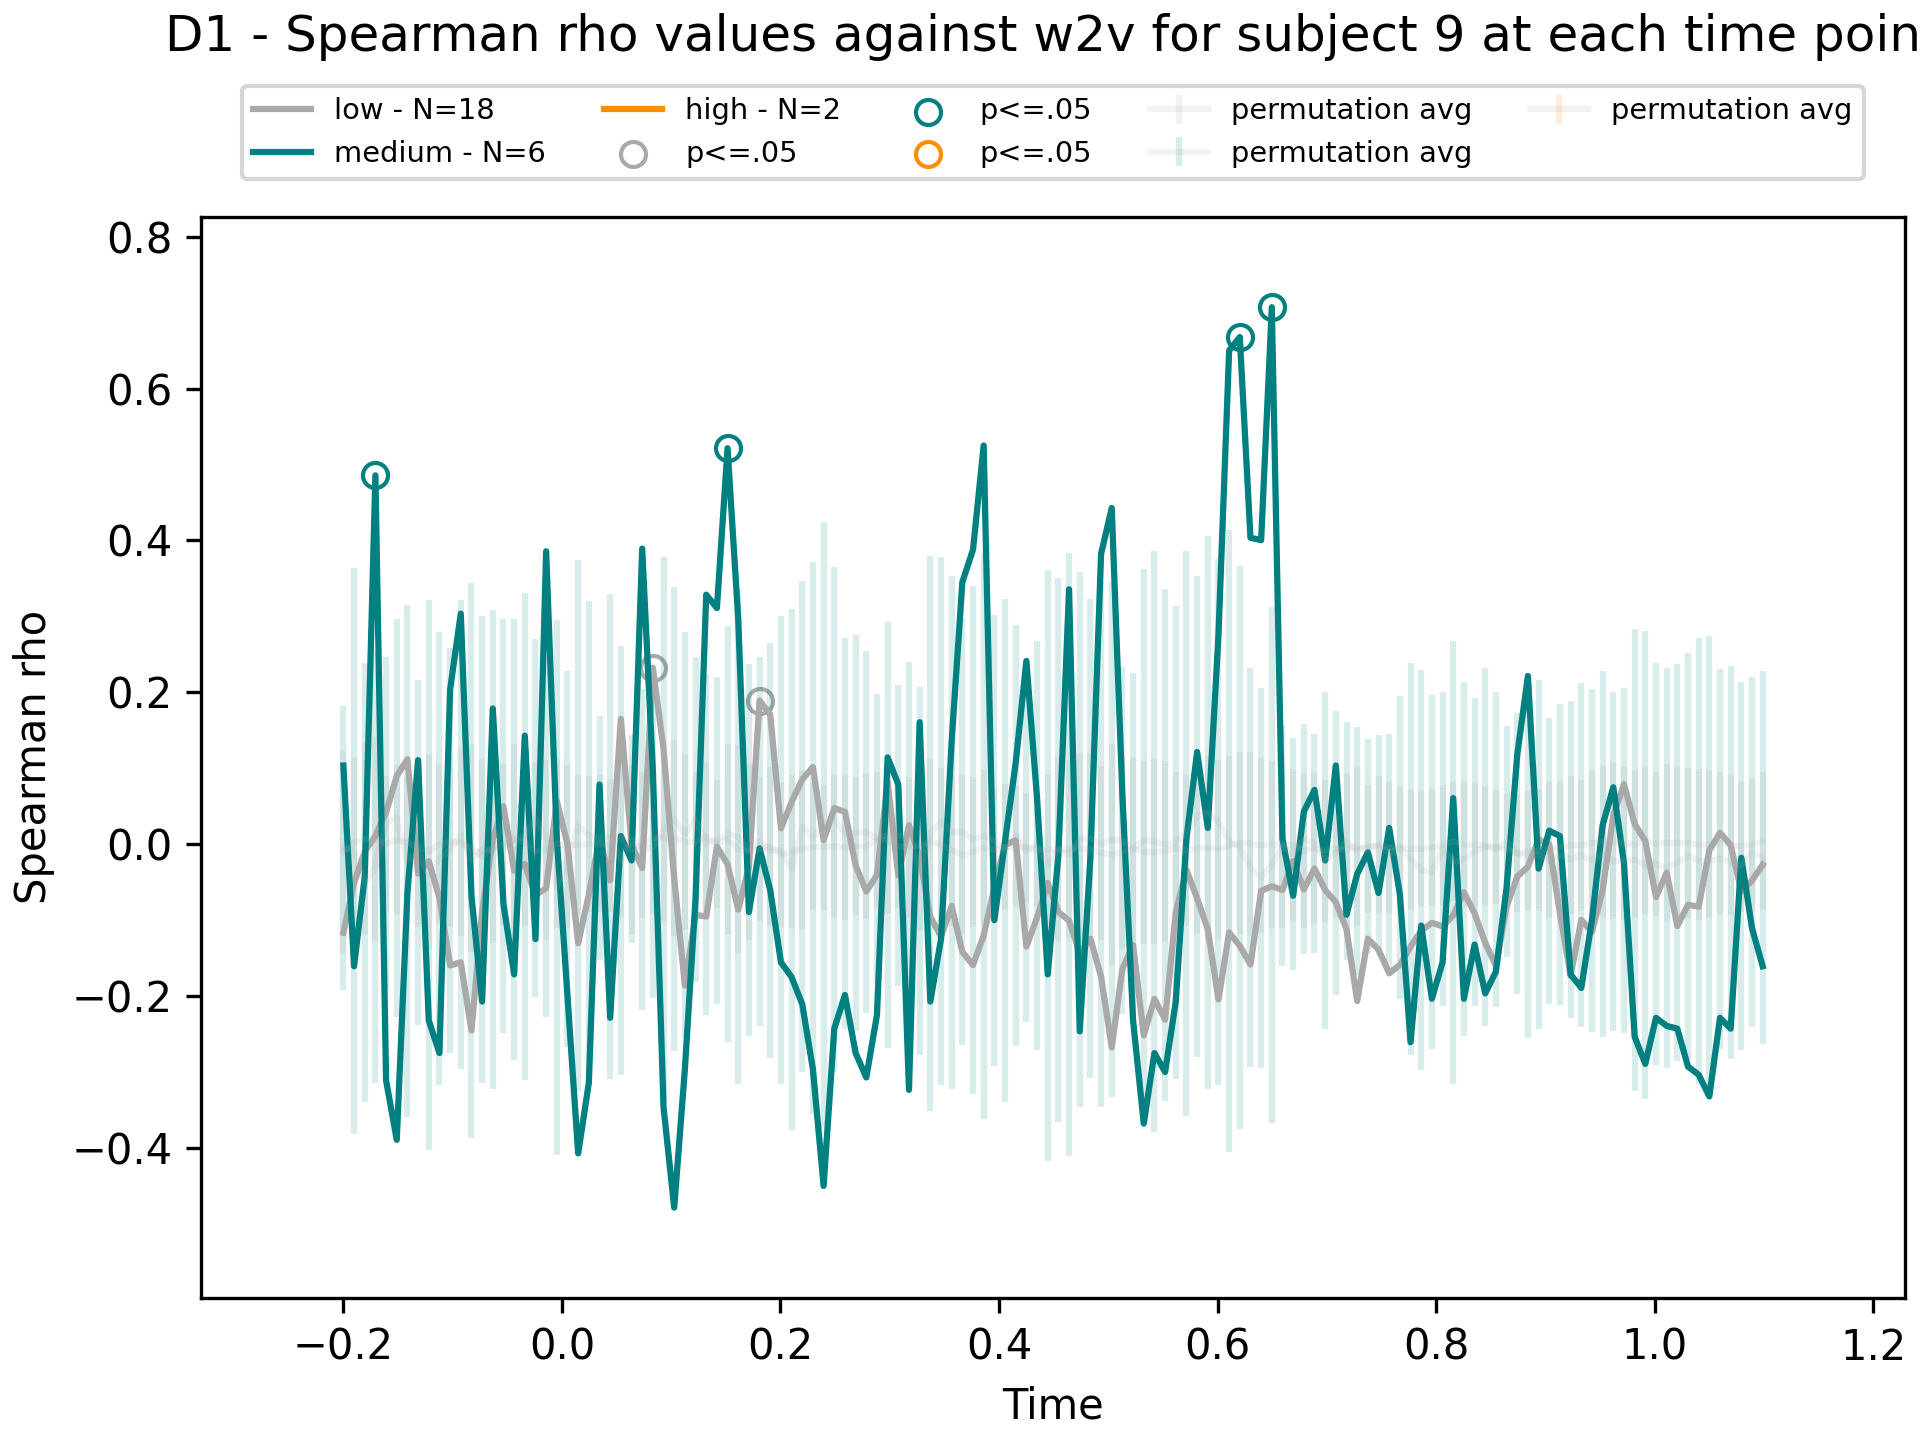 D1 - Spearman rho values against w2v for subject 9 at each time poin
low - N=18 high - N=2 p<=.05 permutation avg permutation avg
medium - N=6 p<=.05 p<=.05 permutation avg
0.8
0.6
0.4
0.2
0.0
−0.2
−0.4
Spearman rho
−0.2 0.0 0.2 0.4 0.6 0.8 1.0 1.2
Time